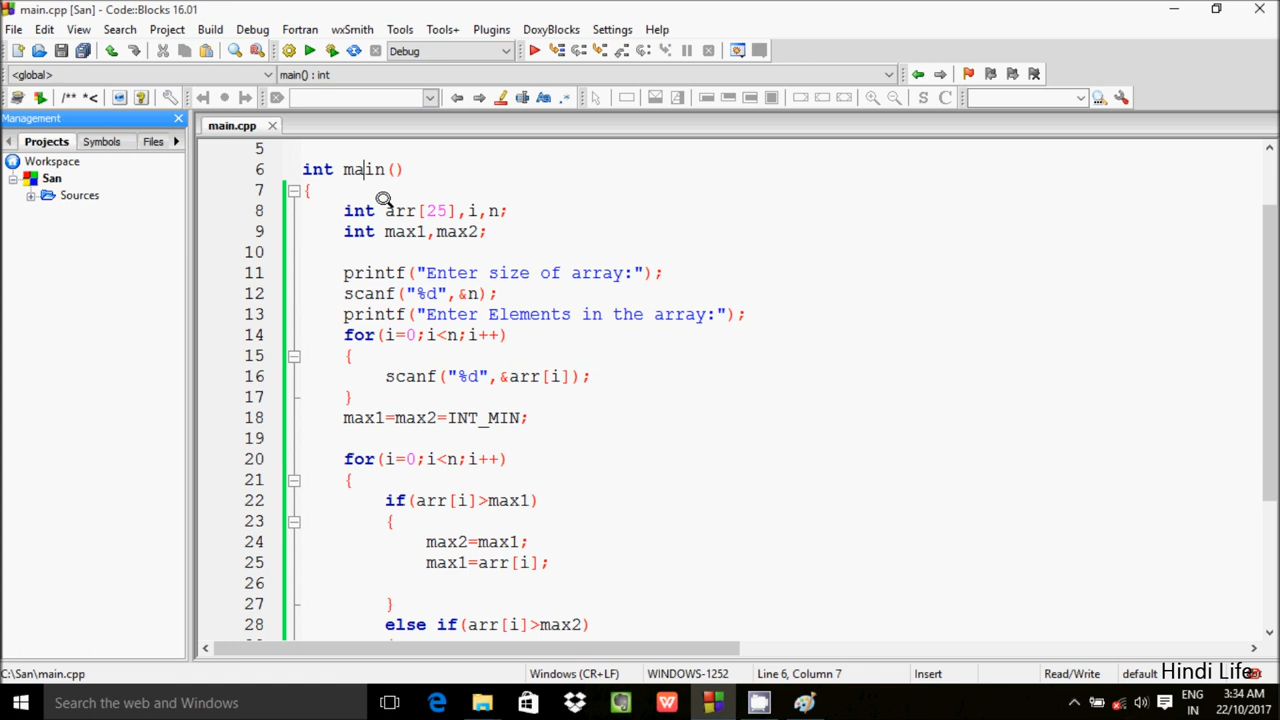 main.cpp [San] - Code::Blocks 16.01
File Edit View Search Project Build Debug Fortran wxSmith Tools Tools+ Plugins DoxyBlocks Settings Help
Debug
<global> main() : int
/** *<
S C
Management
main.cpp
Projects Symbols Files
Workspace
San
Sources
5
6 int main()
7 {
8 int arr[25],i,n;
9 int max1,max2;
10
11 printf("Enter size of array:");
12 scanf("%d",&n);
13 printf("Enter Elements in the array:");
14 for(i=0;i<n;i++)
15 {
16 scanf("%d",&arr[i]);
17 }
18 max1=max2=INT_MIN;
19
20 for(i=0;i<n;i++)
21 {
22 if(arr[i]>max1)
23 {
24 max2=max1;
25 max1=arr[i];
26
27 }
28 else if(arr[i]>max2)
C:\San\main.cpp Windows (CR+LF) WINDOWS-1252 Line 6, Column 7 Insert Read/Write default
Hindi Life
Search the web and Windows
ENG
IN
3:34 AM
22/10/2017